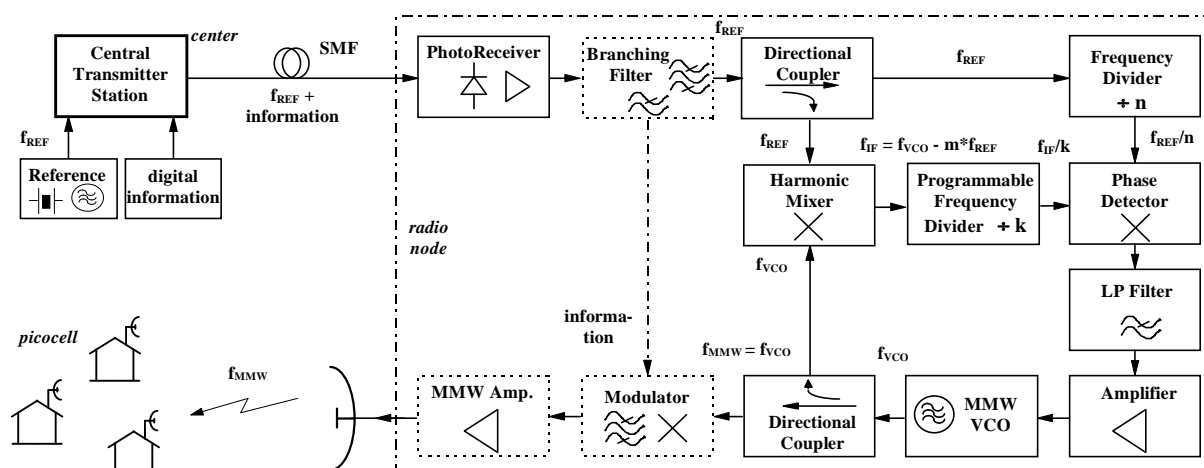 center
Central
Transmitter
Station
SMF
f_REF +
information
f_REF
Reference
digital
information
PhotoReceiver
Branching
Filter
f_REF
Directional
Coupler
f_REF
Frequency
Divider
÷ n
f_REF
f_IF = f_VCO - m*f_REF
f_IF/k
f_REF/n
Harmonic
Mixer
Programmable
Frequency
Divider ÷ k
Phase
Detector
radio
node
f_VCO
LP Filter
informa-
tion
picocell
f_MMW
f_MMW = f_VCO
f_VCO
MMW Amp.
Modulator
Directional
Coupler
MMW
VCO
Amplifier